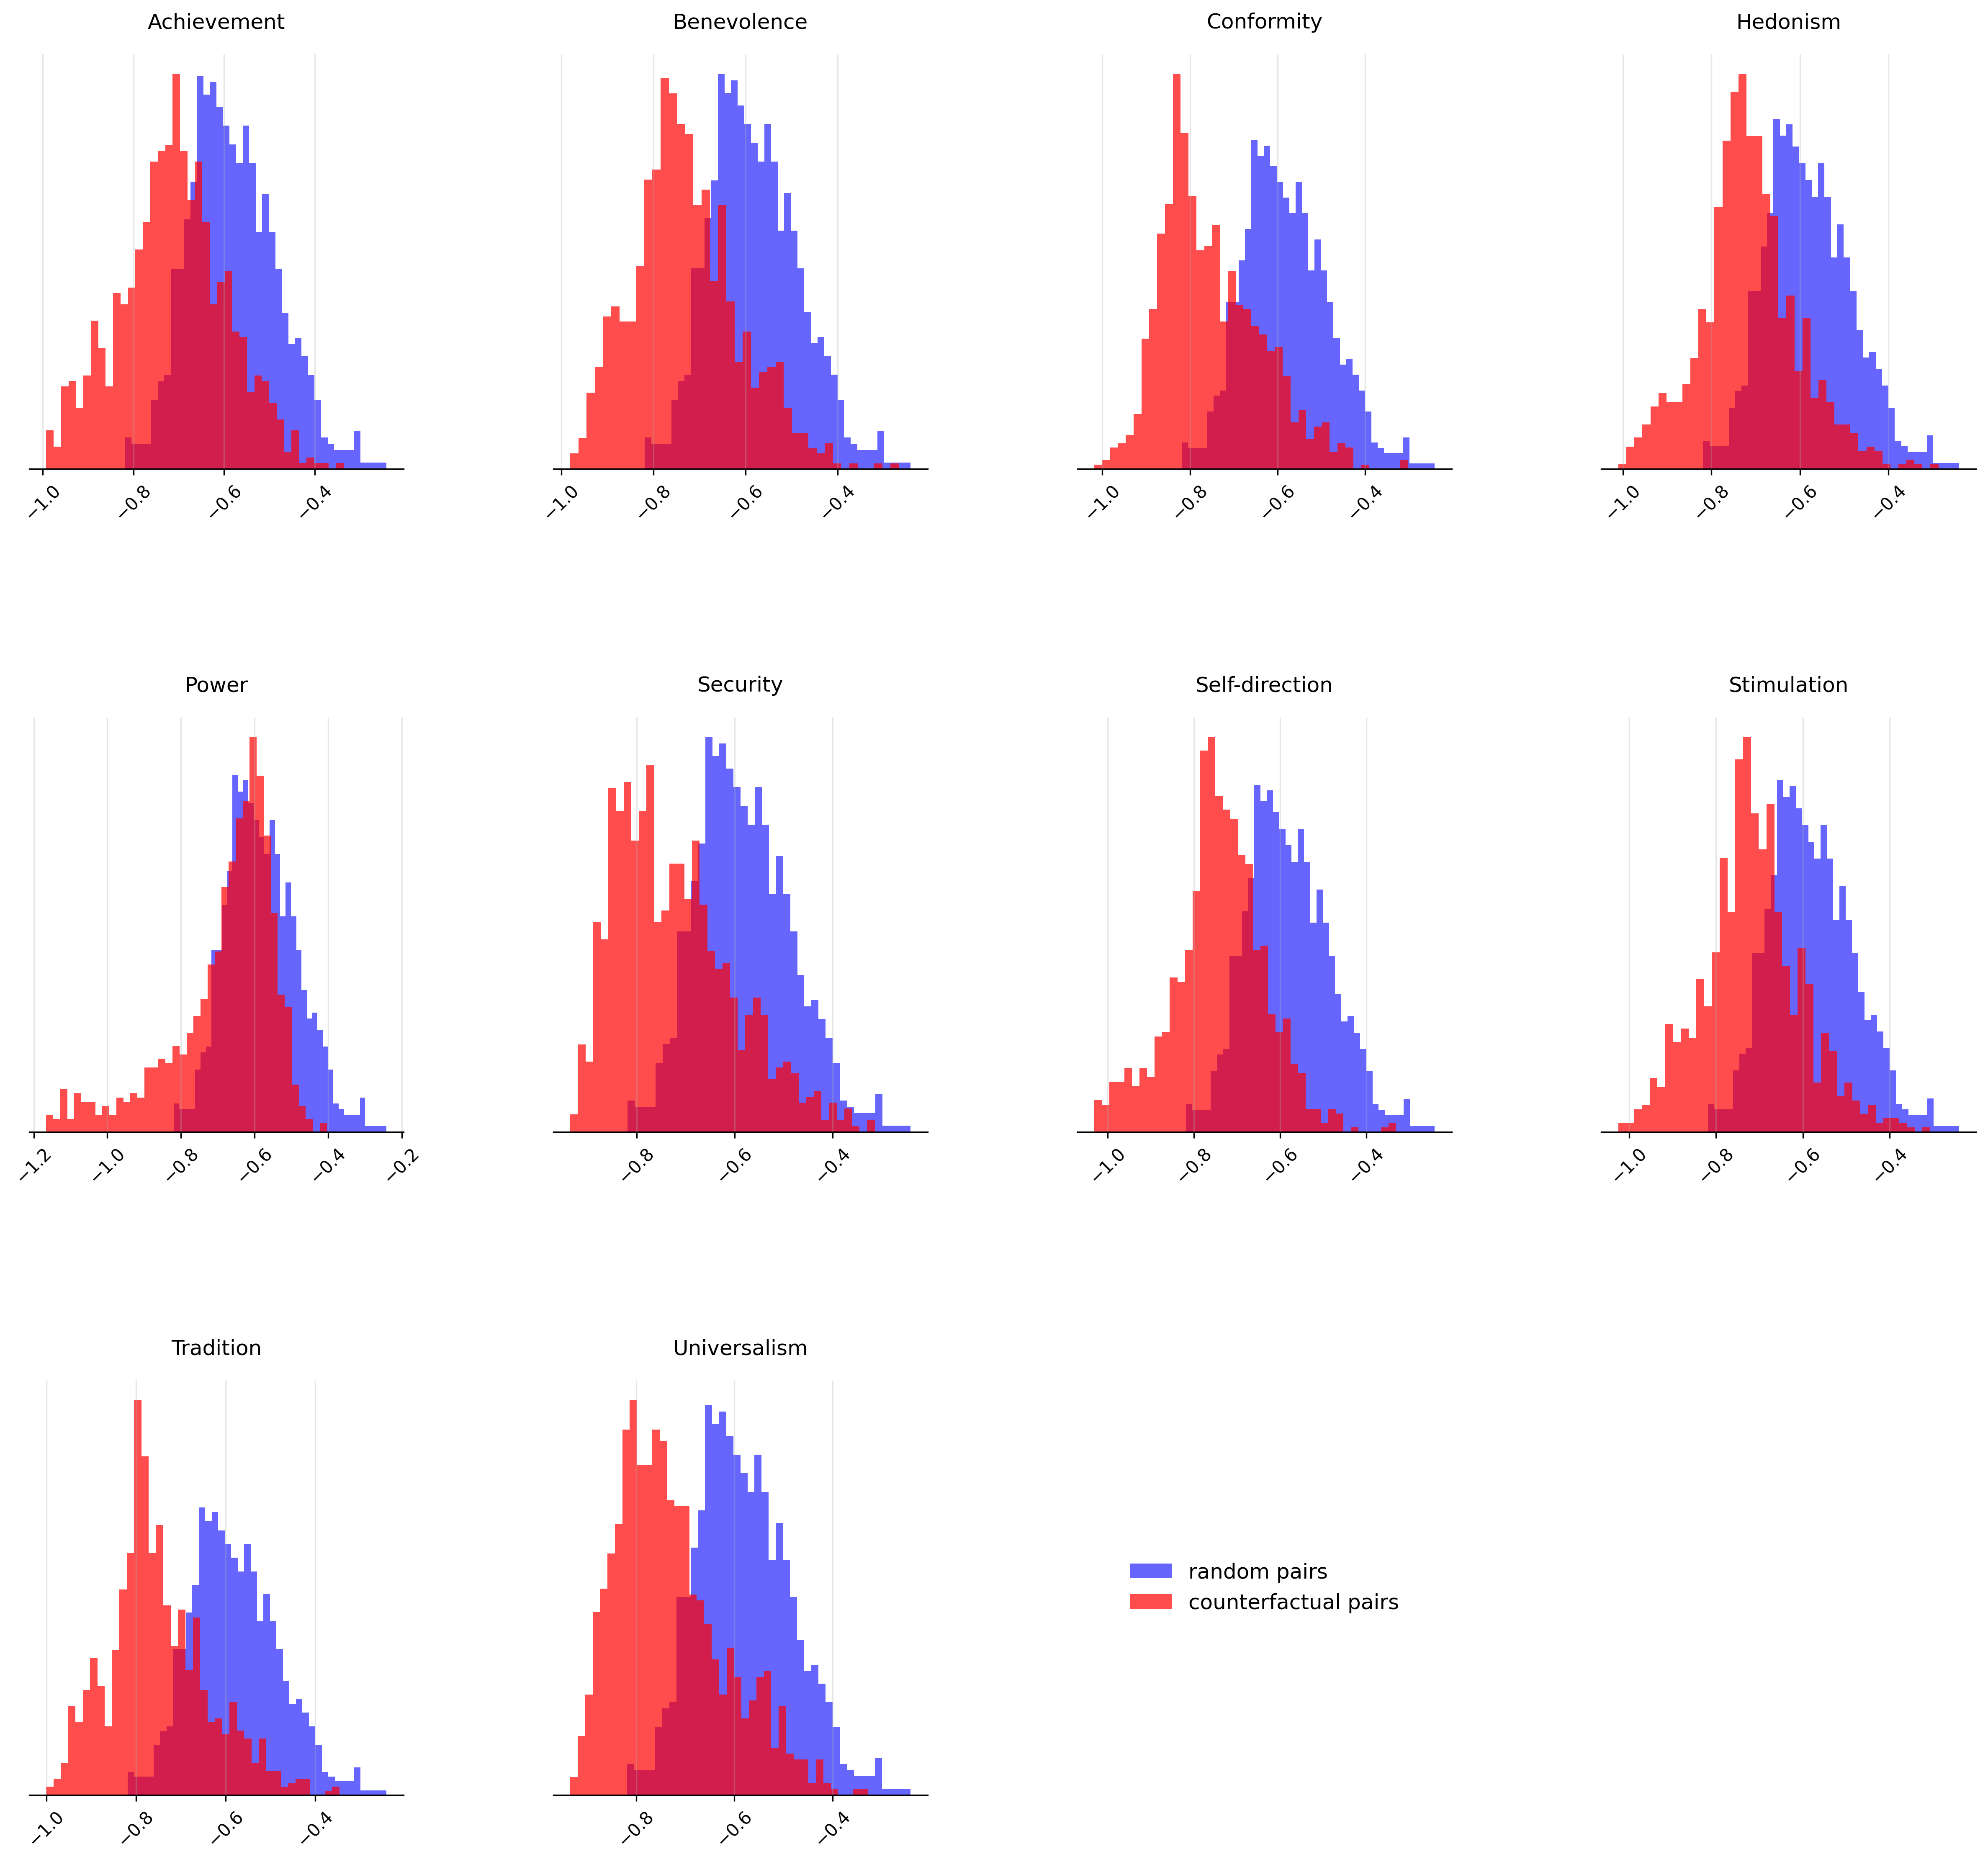 Achievement
Benevolence
Conformity
Hedonism
−1.0 −0.8 −0.6 −0.4
−1.0 −0.8 −0.6 −0.4
−1.0 −0.8 −0.6 −0.4
−1.0 −0.8 −0.6 −0.4
Power
Security
Self-direction
Stimulation
−1.2 −1.0 −0.8 −0.6 −0.4 −0.2
−0.8 −0.6 −0.4
−1.0 −0.8 −0.6 −0.4
−1.0 −0.8 −0.6 −0.4
Tradition
Universalism
random pairs
counterfactual pairs
−1.0 −0.8 −0.6 −0.4
−0.8 −0.6 −0.4